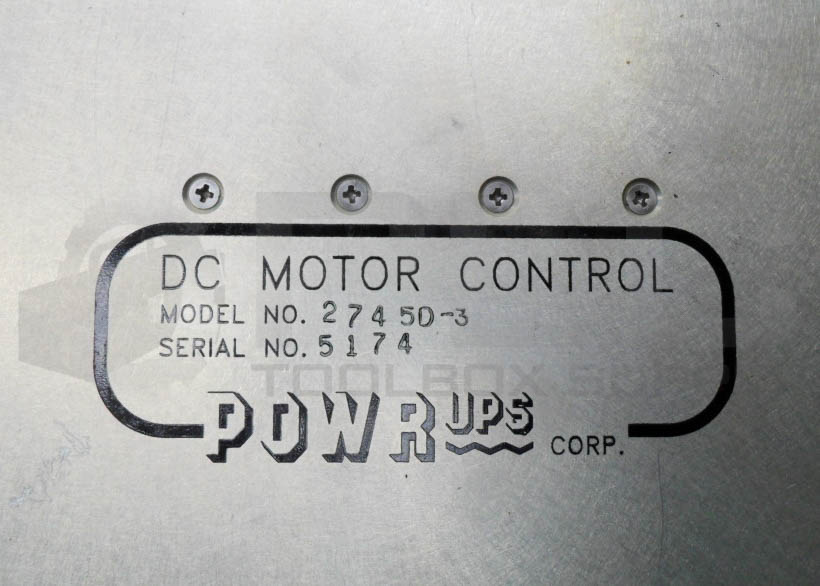 DC MOTOR CONTROL
MODEL NO. 2745D-3
SERIAL NO. 5174
POWRUPS CORP.